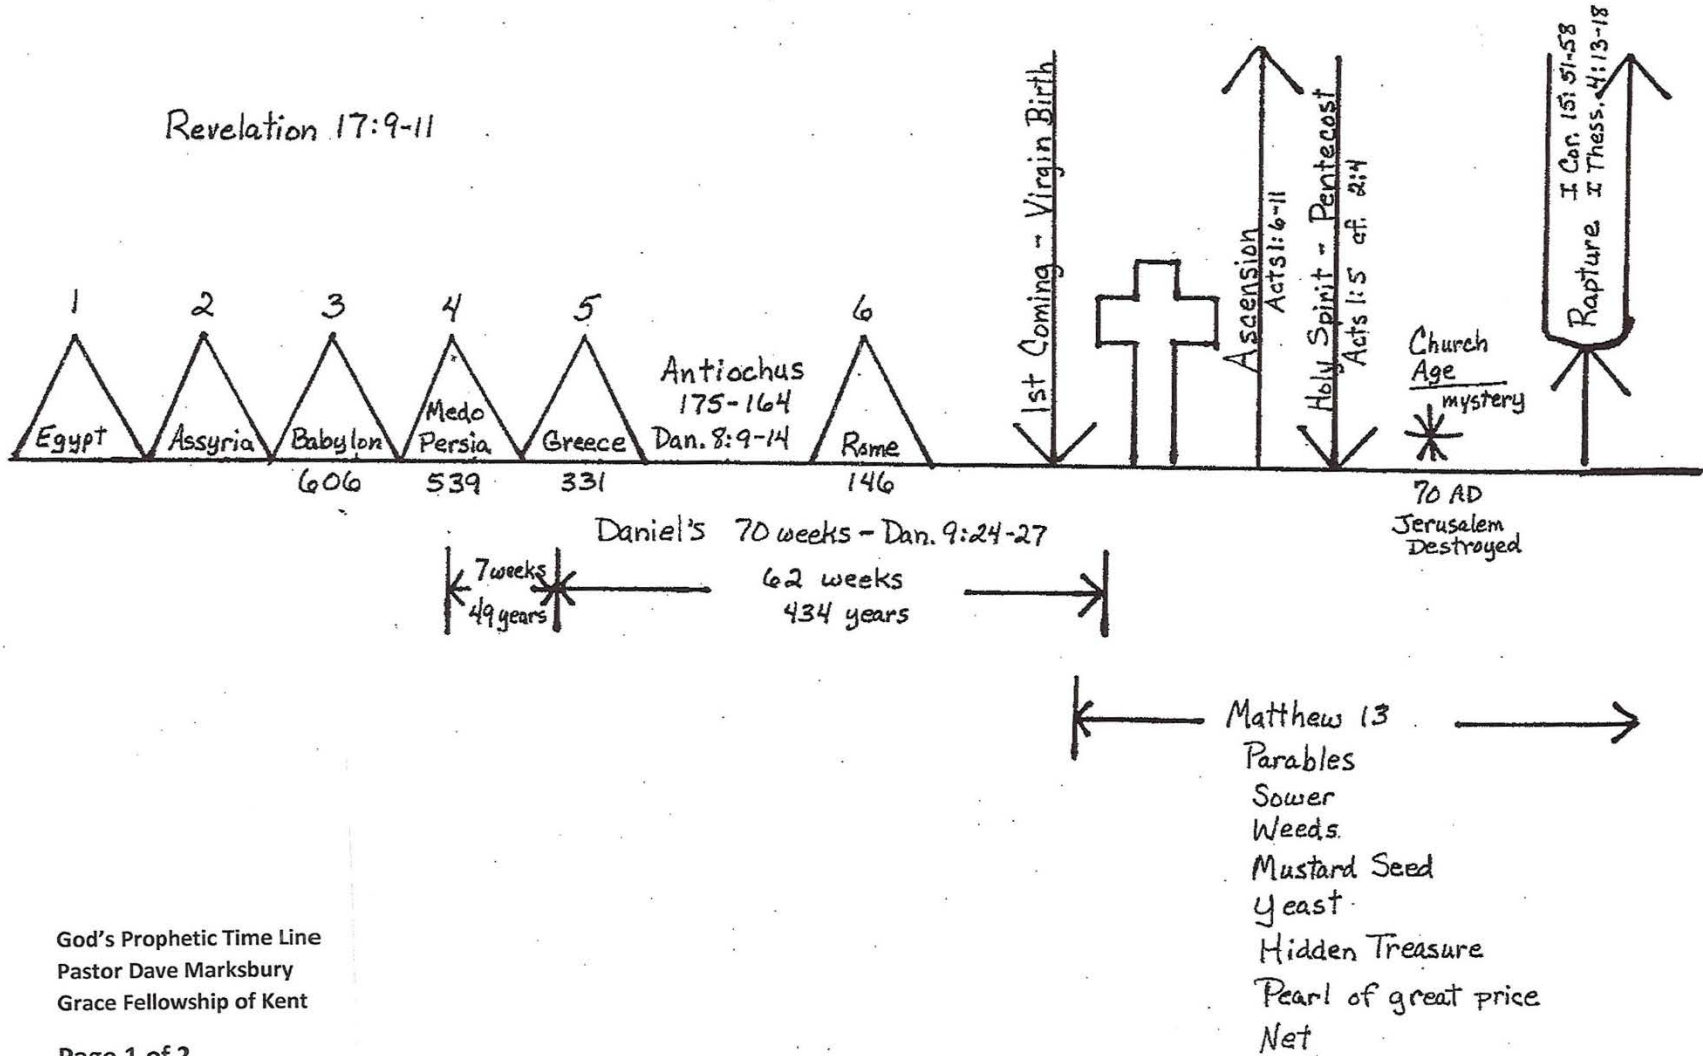 Revelation 17:9-11
1
2
3
4
5
6
Egypt
Assyria
Babylon
Medo
Persia
Greece
Antiochus
175-164
Dan. 8:9-14
Rome
606
539
331
146
1st Coming - Virgin Birth
Ascension
Acts 1:6-11
Holy Spirit - Pentecost
Acts 1:5 cf. 2:4
Church
Age
mystery
Rapture
I Cor. 15:51-58
I Thess. 4:13-18
70 AD
Jerusalem
Destroyed
Daniel's 70 weeks - Dan. 9:24-27
7 weeks
49 years
62 weeks
434 years
Matthew 13
Parables
Sower
Weeds
Mustard Seed
Yeast
Hidden Treasure
Pearl of great price
Net
God's Prophetic Time Line
Pastor Dave Marksbury
Grace Fellowship of Kent
Page 1 of 2